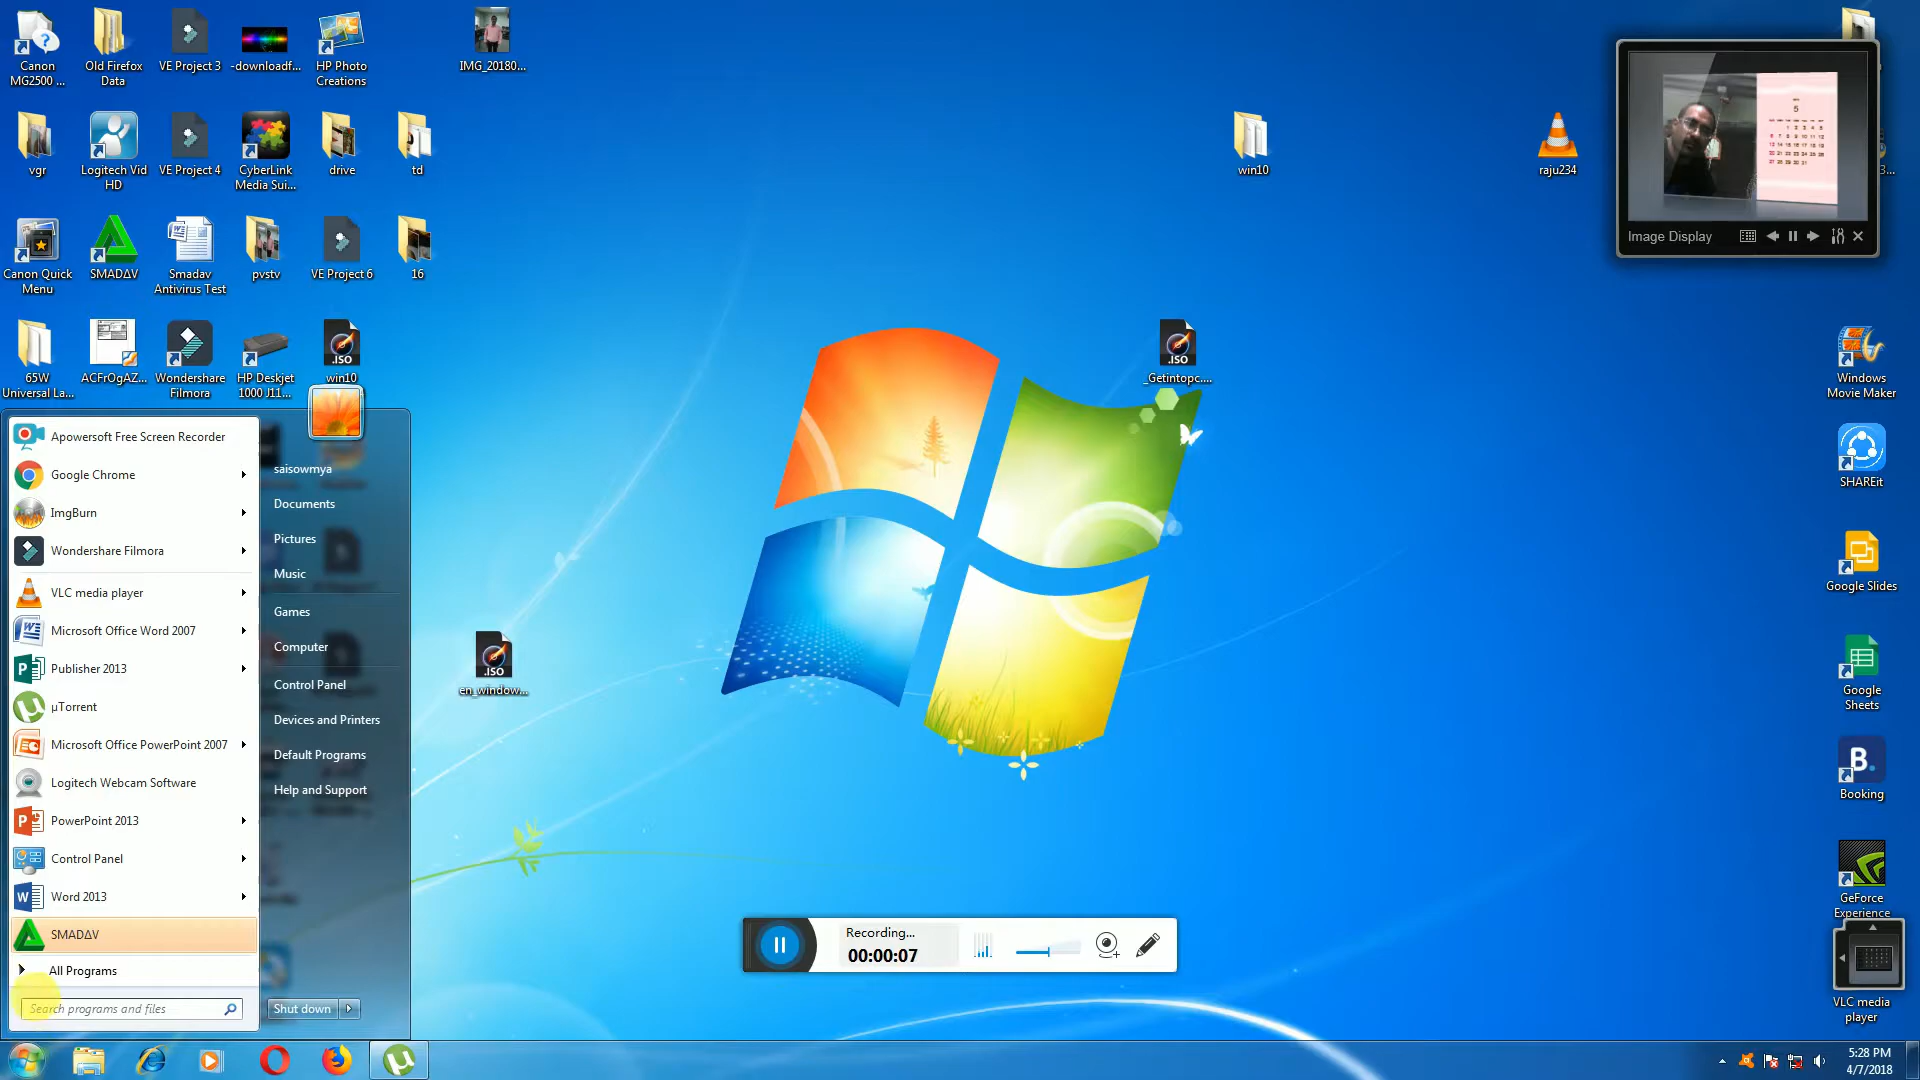 Canon
MG2500 ...
Old Firefox
Data
VE Project 3
-downloadf...
HP Photo
Creations
IMG_20180...
vgr
Logitech Vid
HD
VE Project 4
CyberLink
Media Sui...
drive
td
win10
raju234
Canon Quick
Menu
SMADΔV
Smadav
Antivirus Test
pvstv
VE Project 6
16
Image Display
65W
Universal La...
ACFrOgAZ...
Wondershare
Filmora
HP Deskjet
1000 J11...
.ISO
win10
.ISO
_Getintopc....
Windows
Movie Maker
SHAREit
Google Slides
Google
Sheets
B.
Booking
GeForce
Experience
VLC media
player
.ISO
en_window...
Apowersoft Free Screen Recorder
Google Chrome
ImgBurn
Wondershare Filmora
VLC media player
Microsoft Office Word 2007
Publisher 2013
µTorrent
Microsoft Office PowerPoint 2007
Logitech Webcam Software
PowerPoint 2013
Control Panel
Word 2013
SMADΔV
All Programs
Search programs and files
saisowmya
Documents
Pictures
Music
Games
Computer
Control Panel
Devices and Printers
Default Programs
Help and Support
Shut down
Recording...
00:00:07
5:28 PM
4/7/2018